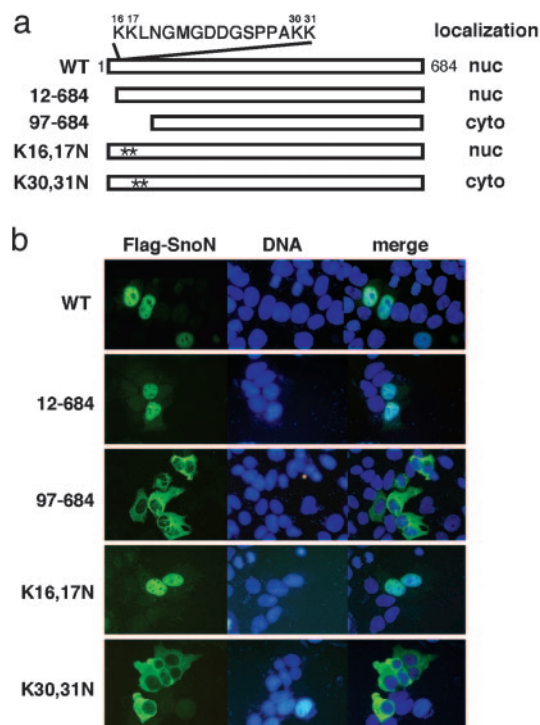 a
16 17 30 31
KKLNGMGDDGSPPAKK localization
WT 1 684 nuc
12-684 nuc
97-684 cyto
K16,17N ** nuc
K30,31N ** cyto
b
Flag-SnoN DNA merge
WT
12-684
97-684
K16,17N
K30,31N